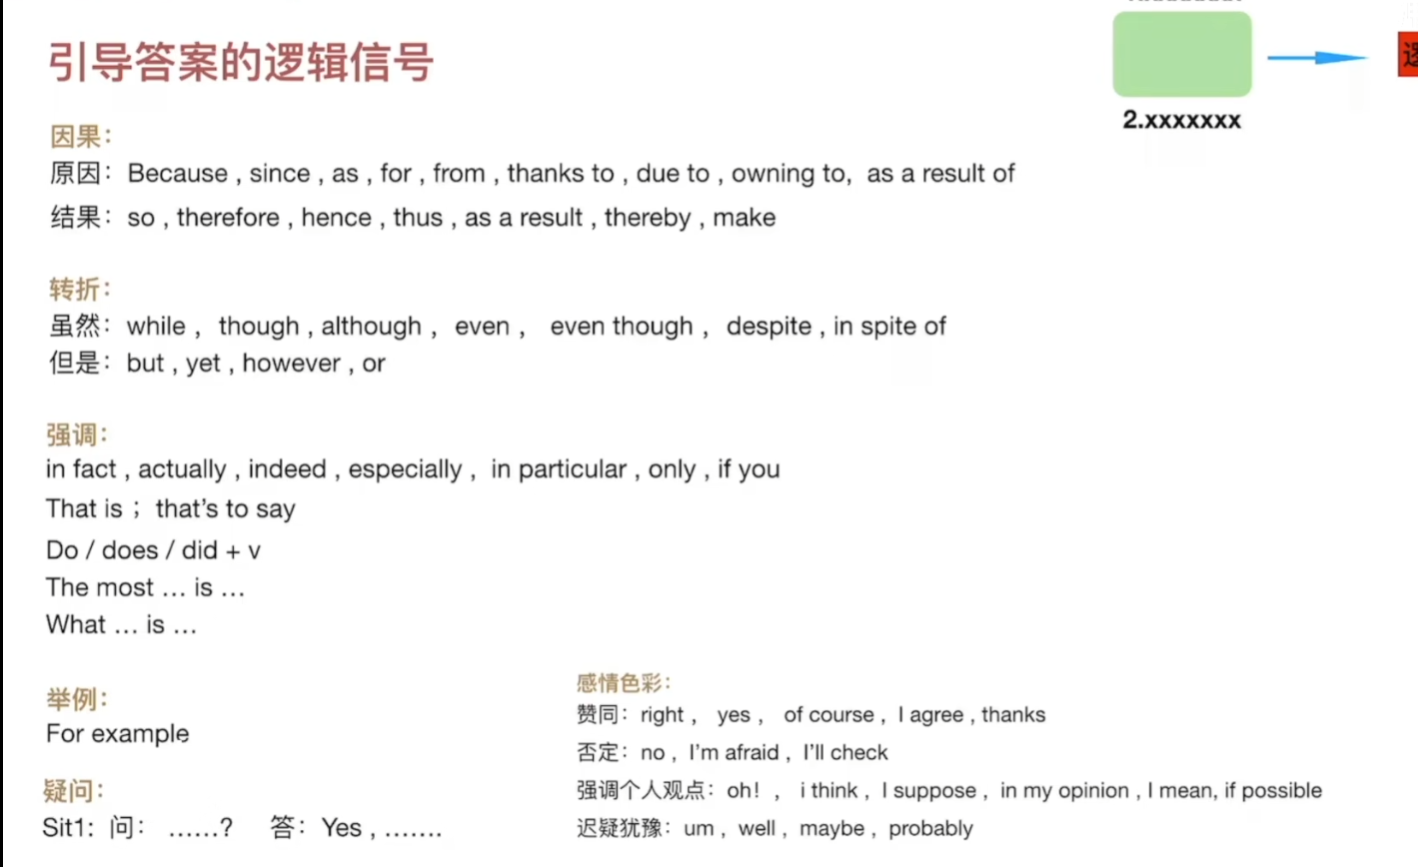 引导答案的逻辑信号
2.xxxxxxx
因果：
原因：Because , since , as , for , from , thanks to , due to , owning to,  as a result of
结果：so , therefore , hence , thus , as a result , thereby , make
转折：
虽然：while ,  though , although ,  even ,  even though ,  despite , in spite of
但是：but , yet , however , or
强调：
in fact , actually , indeed , especially ,  in particular , only , if you
That is ；that's to say
Do / does / did + v
The most … is …
What … is …
举例：
For example
疑问：
Sit1: 问： ……?   答：Yes , …….
感情色彩：
赞同：right ,  yes ,  of course ,  I agree , thanks
否定：no ,  I'm afraid ,  I'll check
强调个人观点：oh! ,  i think ,  I suppose ,  in my opinion , I mean, if possible
迟疑犹豫：um ,  well ,  maybe ,  probably